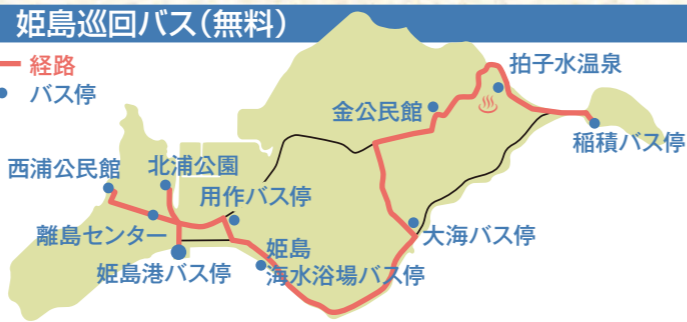 姫島巡回バス（無料）
経路
バス停
拍子水温泉
金公民館
稲積バス停
西浦公民館
北浦公園
用作バス停
離島センター
姫島港バス停
姫島
海水浴場バス停
大海バス停